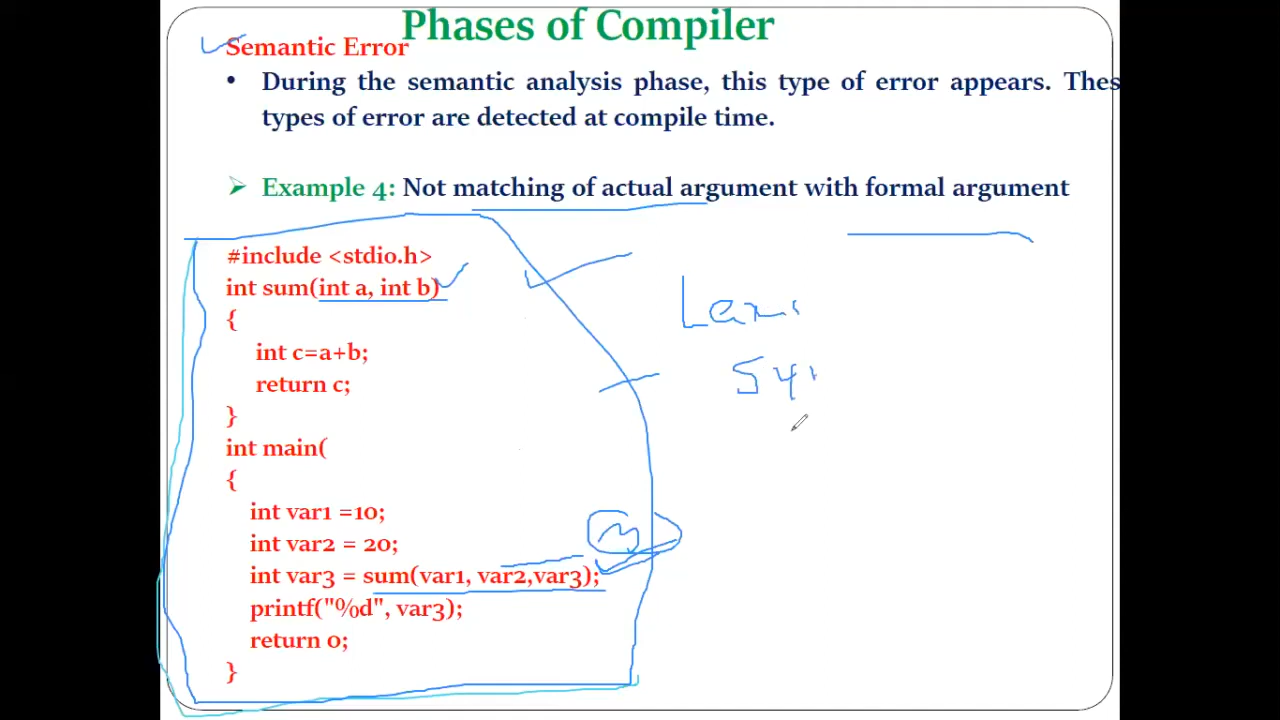 Phases of Compiler
Semantic Error
• During the semantic analysis phase, this type of error appears. Thes
types of error are detected at compile time.
➢ Example 4: Not matching of actual argument with formal argument
#include <stdio.h>
int sum(int a, int b)
{
int c=a+b;
return c;
}
int main(
{
int var1 =10;
int var2 = 20;
int var3 = sum(var1, var2,var3);
printf("%d", var3);
return 0;
}
Lexi
Sy